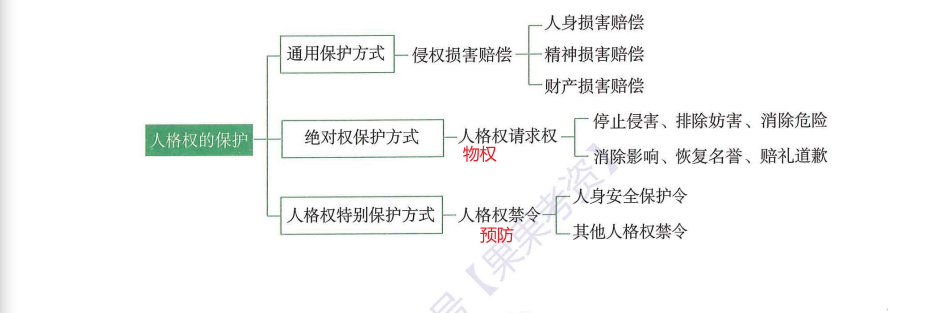 人格权的保护
通用保护方式
侵权损害赔偿
人身损害赔偿
精神损害赔偿
财产损害赔偿
绝对权保护方式
人格权请求权
物权
停止侵害、排除妨害、消除危险
消除影响、恢复名誉、赔礼道歉
人格权特别保护方式
人格权禁令
预防
人身安全保护令
其他人格权禁令
号【果果考资】